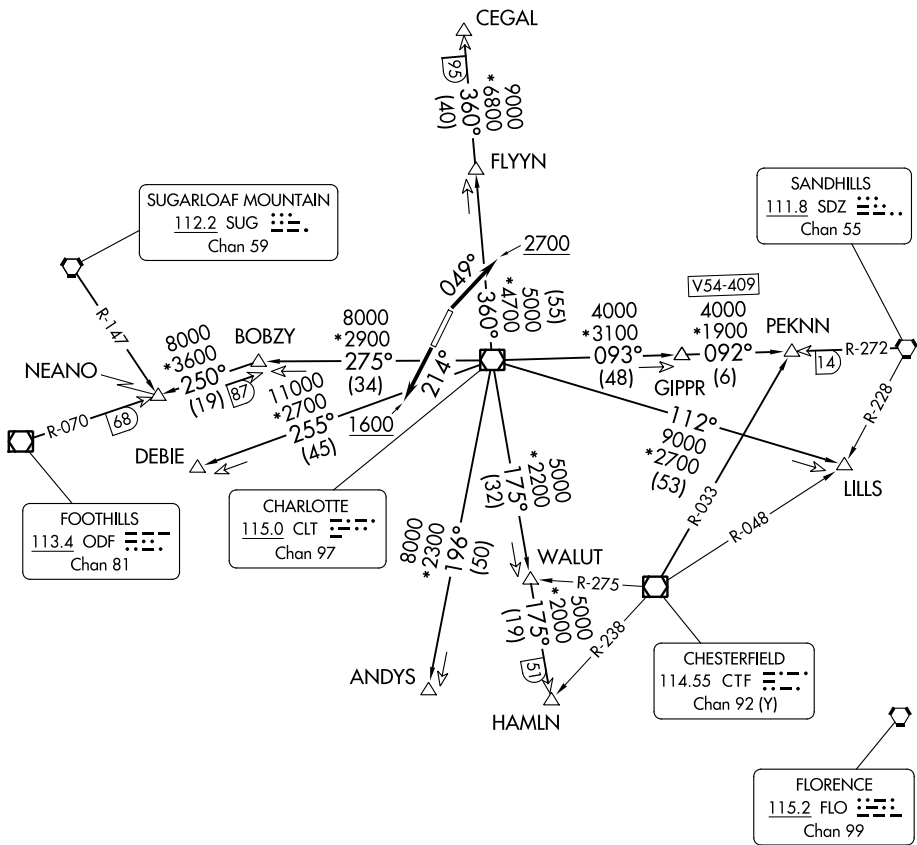 CEGAL
95
360°
9000
*6800
(40)
FLYYN
SUGARLOAF MOUNTAIN
112.2 SUG
Chan 59
SANDHILLS
111.8 SDZ
Chan 55
2700
049°
360°
5000
*4700
(55)
R-147
NEANO
8000
*3600
250°
(19)
BOBZY
87
8000
*2900
275°
(34)
4000
*3100
093°
(48)
GIPPR
V54-409
4000
*1900
092°
(6)
PEKNN
14
R-272
R-228
214°
1600
R-070
68
11000
*2700
255°
(45)
DEBIE
112°
9000
*2700
(53)
LILLS
FOOTHILLS
113.4 ODF
Chan 81
CHARLOTTE
115.0 CLT
Chan 97
8000
*2300
196°
(50)
ANDYS
5000
*2200
175°
(32)
WALUT
R-275
R-033
R-048
5000
*2000
175°
(19)
51
HAMLN
R-238
CHESTERFIELD
114.55 CTF
Chan 92 (Y)
FLORENCE
115.2 FLO
Chan 99